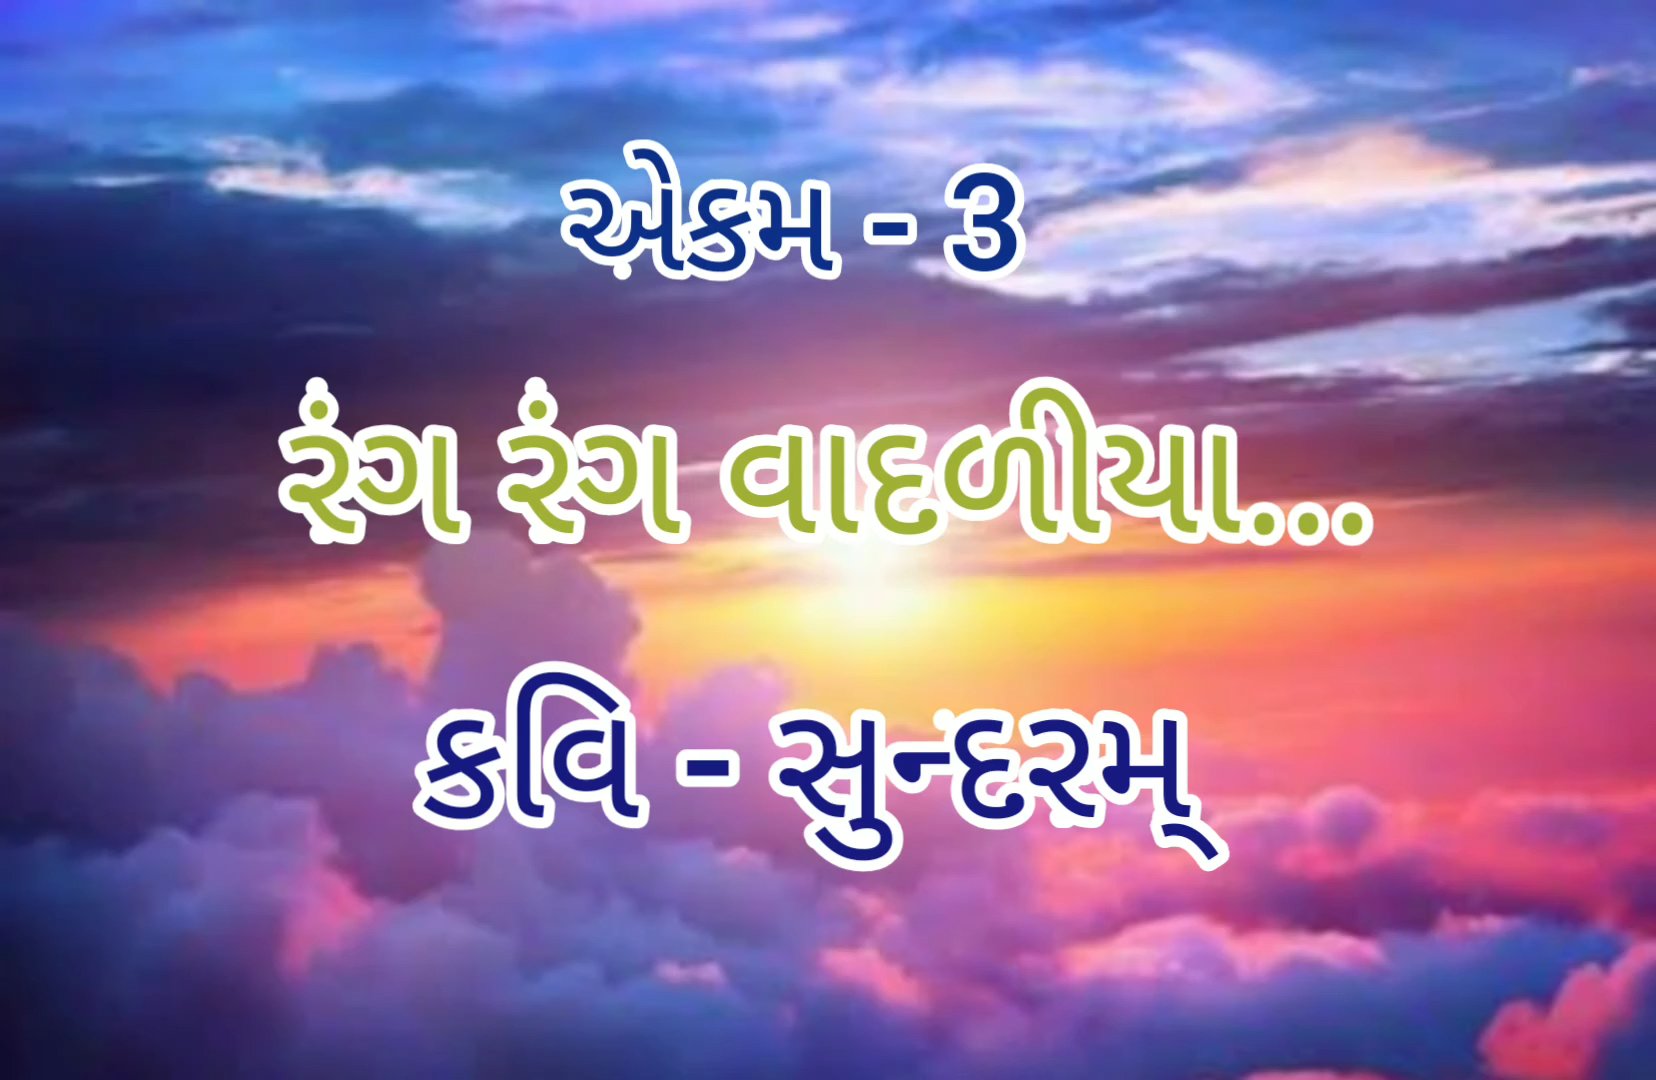 એકમ - 3
રંગ રંગ વાદળીયા...
કવિ - સુન્દરમ્